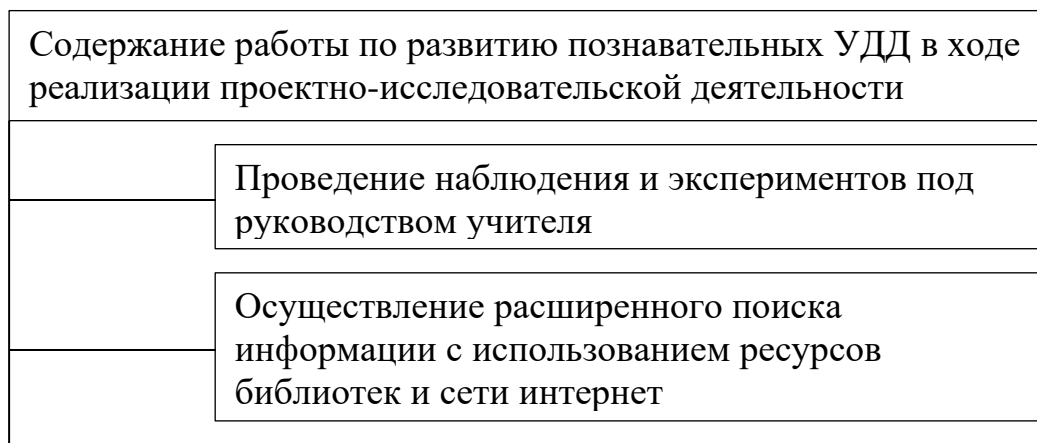 Содержание работы по развитию познавательных УДД в ходе
реализации проектно-исследовательской деятельности
Проведение наблюдения и экспериментов под
руководством учителя
Осуществление расширенного поиска
информации с использованием ресурсов
библиотек и сети интернет